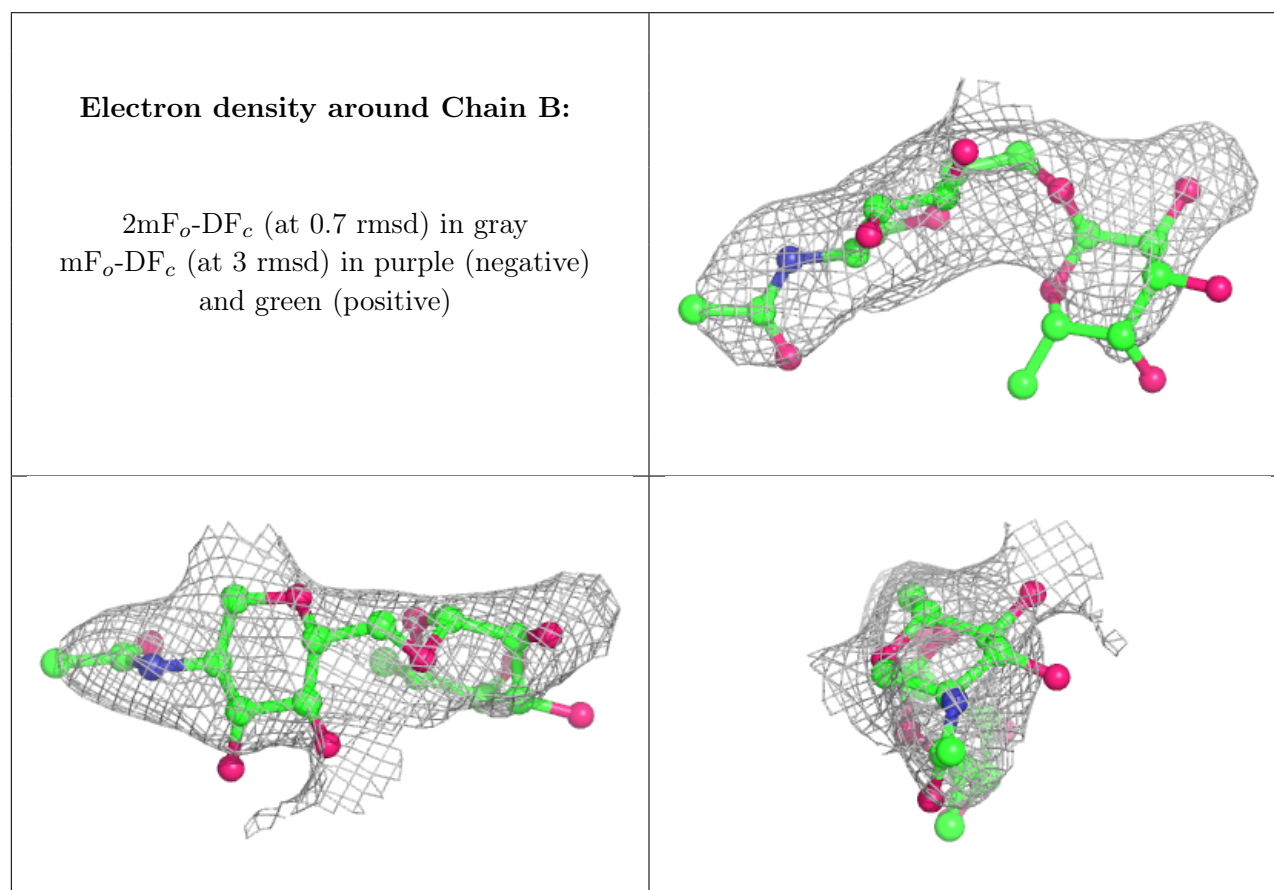 Electron density around Chain B:
2mFo-DFc (at 0.7 rmsd) in gray
mFo-DFc (at 3 rmsd) in purple (negative)
and green (positive)